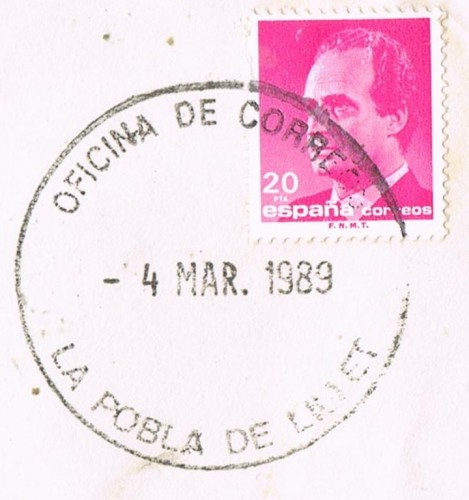 OFICINA DE CORREOS
20
PTA
españa correos
F.N.M.T.
- 4 MAR. 1989
LA POBLA DE LILLET